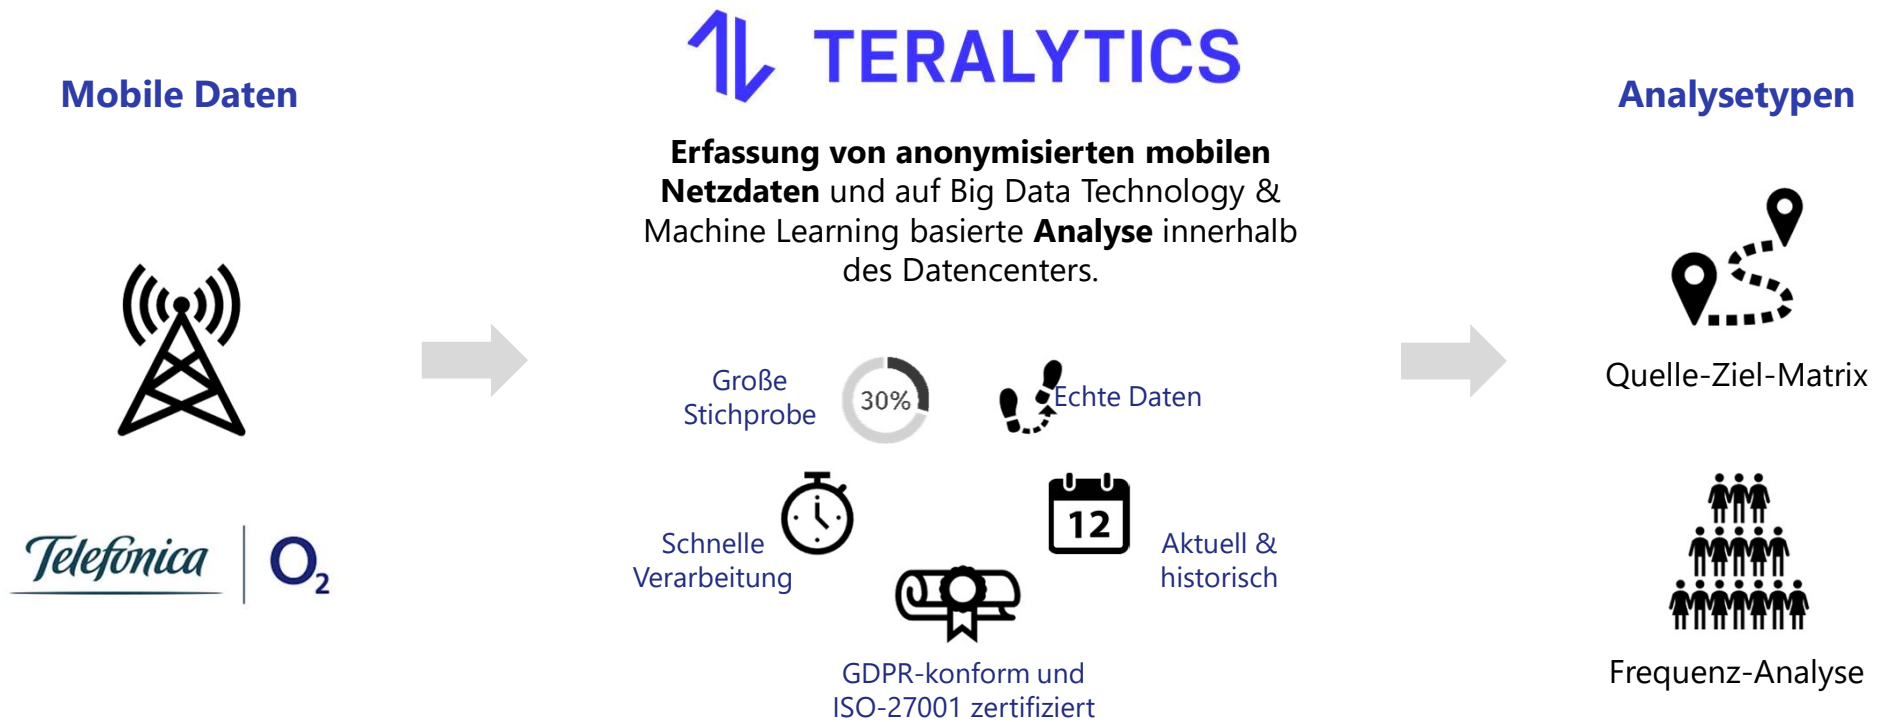 TERALYTICS
Mobile Daten
Analysetypen
Erfassung von anonymisierten mobilen
Netzdaten und auf Big Data Technology &
Machine Learning basierte Analyse innerhalb
des Datencenters.
Große
Stichprobe
30%
Echte Daten
Quelle-Ziel-Matrix
12
Schnelle
Verarbeitung
Aktuell &
historisch
Telefónica
O2
GDPR-konform und
ISO-27001 zertifiziert
Frequenz-Analyse